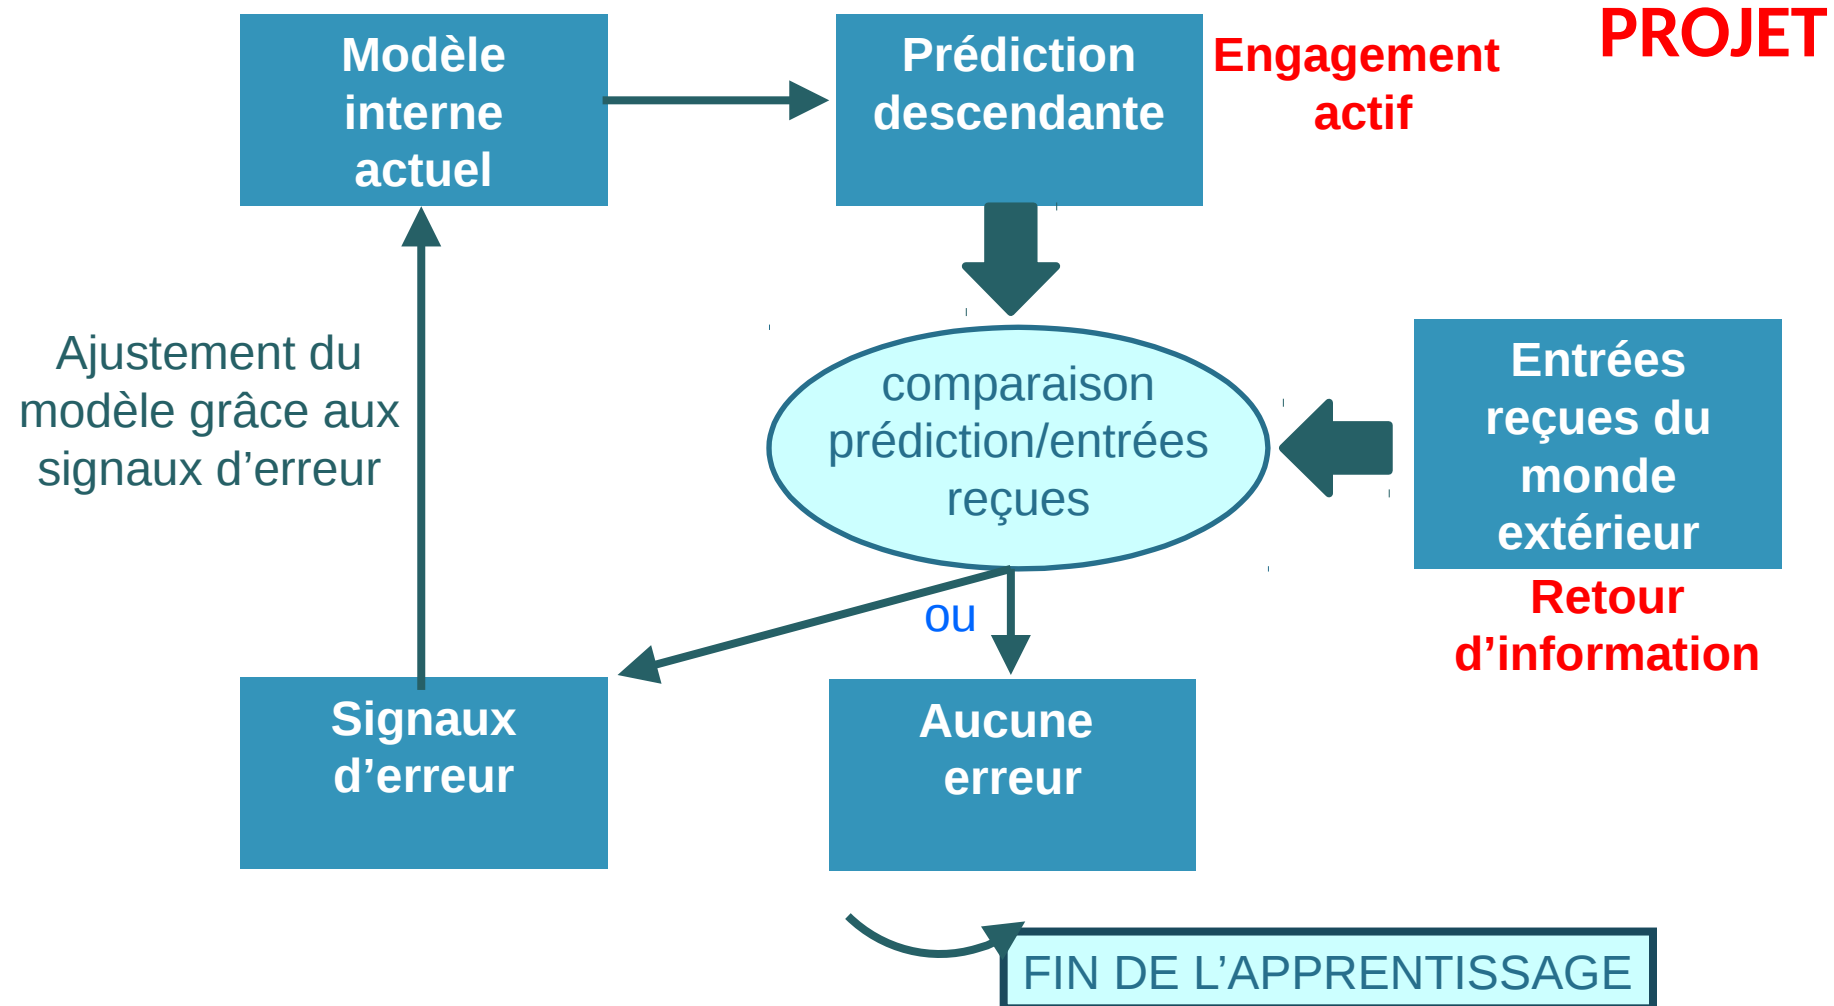 PROJET
Modèle
interne
actuel
Prédiction
descendante
Engagement
actif
Ajustement du
modèle grâce aux
signaux d’erreur
comparaison
prédiction/entrées
reçues
Entrées
reçues du
monde
extérieur
Retour
d’information
ou
Signaux
d’erreur
Aucune
erreur
FIN DE L’APPRENTISSAGE